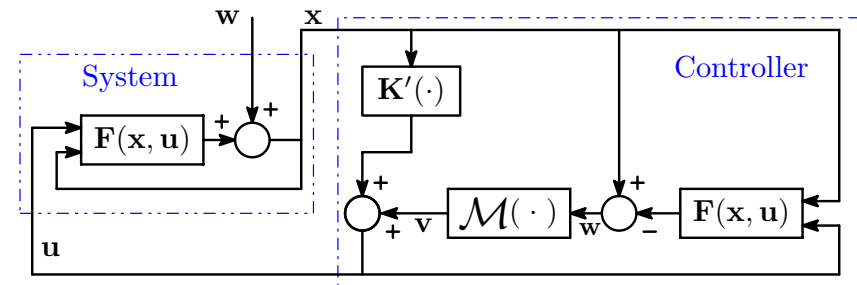 w
x
System
Controller
K′(·)
+
+
F(x, u)
+
+
−
+
v
M( · )
w
F(x, u)
u